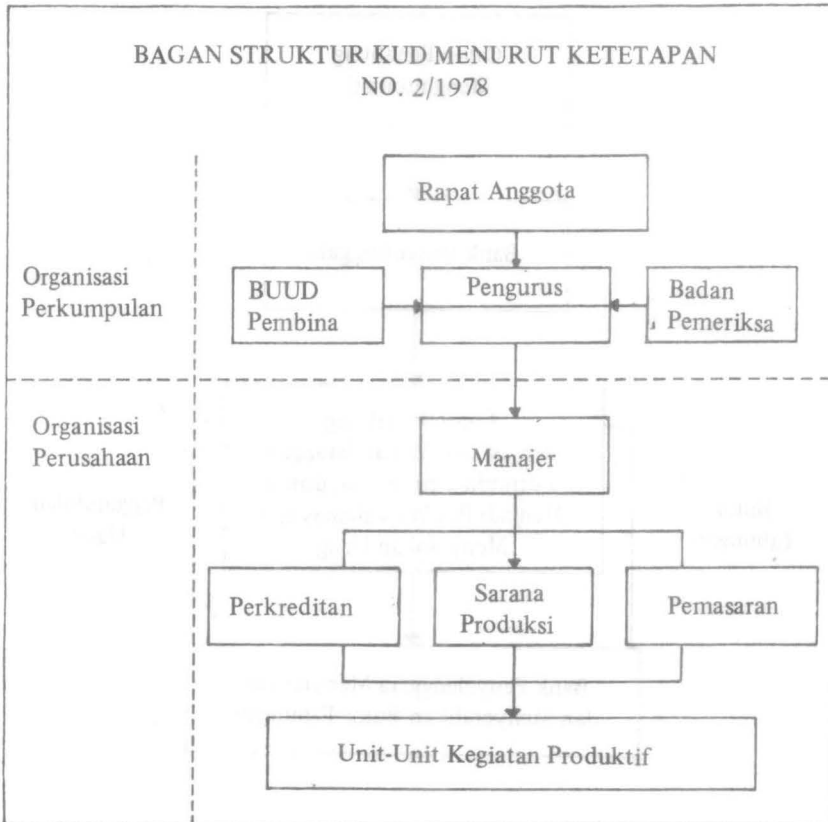 BAGAN STRUKTUR KUD MENURUT KETETAPAN
NO. 2/1978
Rapat Anggota
Organisasi
Perkumpulan
BUUD
Pembina
Pengurus
Badan
Pemeriksa
Organisasi
Perusahaan
Manajer
Perkreditan
Sarana
Produksi
Pemasaran
Unit-Unit Kegiatan Produktif